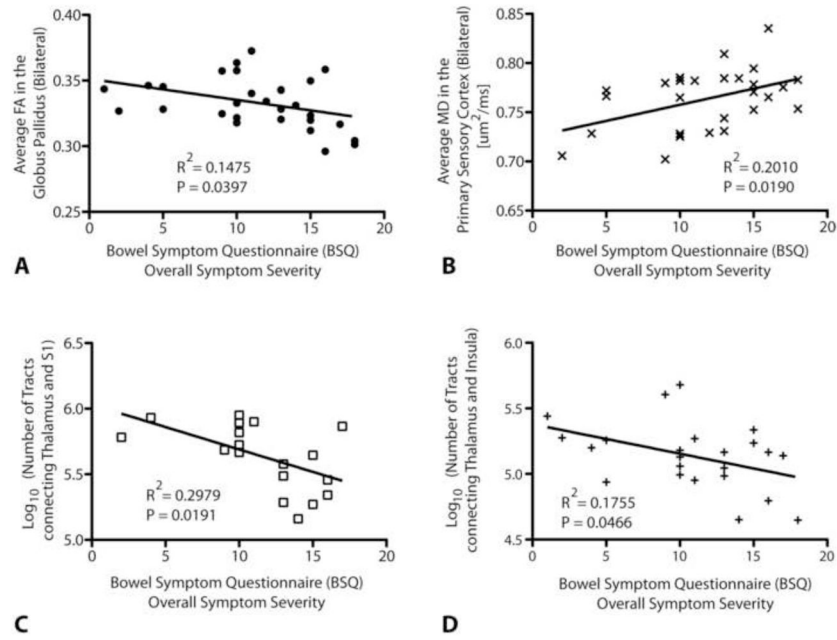 Average FA in the
Globus Pallidus (Bilateral)
0.45
0.40
0.35
0.30
0.25
R² = 0.1475
P = 0.0397
0 5 10 15 20
Bowel Symptom Questionnaire (BSQ)
Overall Symptom Severity
A
Average MD in the
Primary Sensory Cortex (Bilateral)
[um²/ms]
0.85
0.80
0.75
0.70
0.65
R² = 0.2010
P = 0.0190
0 5 10 15 20
Bowel Symptom Questionnaire (BSQ)
Overall Symptom Severity
B
Log₁₀ (Number of Tracts
connecting Thalamus and S1)
6.5
6.0
5.5
5.0
R² = 0.2979
P = 0.0191
0 5 10 15 20
Bowel Symptom Questionnaire (BSQ)
Overall Symptom Severity
C
Log₁₀ (Number of Tracts
connecting Thalamus and Insula)
6.0
5.5
5.0
4.5
R² = 0.1755
P = 0.0466
0 5 10 15 20
Bowel Symptom Questionnaire (BSQ)
Overall Symptom Severity
D